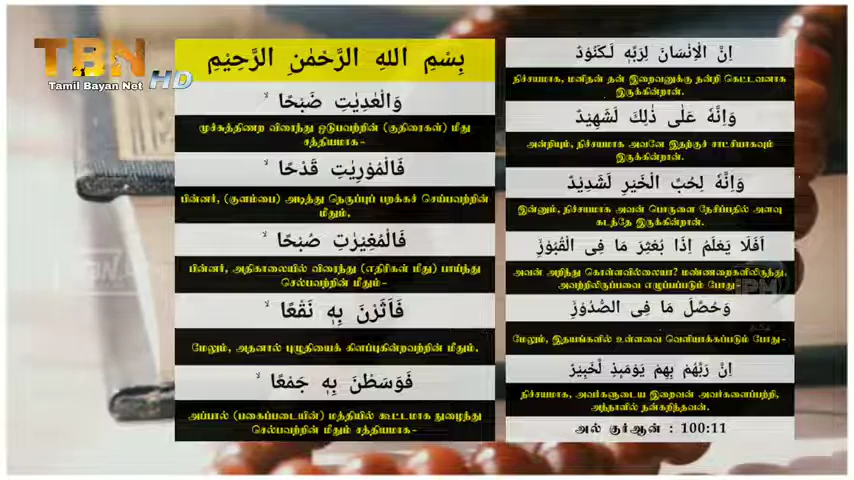 TBN HD
Tamil Bayan Net
بِسْمِ اللهِ الرَّحْمٰنِ الرَّحِيْمِ
وَالْعٰدِيٰتِ ضَبْحًا ۙ
மூச்சுத்திணற விரைந்து ஓடுபவற்றின் (குதிரைகள்) மீது
சத்தியமாக-
فَالْمُوْرِيٰتِ قَدْحًا ۙ
பின்னர், (குளம்பை) அடித்து நெருப்புப் பறக்கச் செய்பவற்றின்
மீதும்,
فَالْمُغِيْرٰتِ صُبْحًا ۙ
பின்னர், அதிகாலையில் விரைந்து (எதிரிகள் மீது) பாய்ந்து
செல்பவற்றின் மீதும்-
فَاَثَرْنَ بِهٖ نَقْعًا ۙ
மேலும், அதனால் புழுதியைக் கிளப்புகின்றவற்றின் மீதும்,
فَوَسَطْنَ بِهٖ جَمْعًا ۙ
அப்பால் (பகைப்படையின்) மத்தியில் கூட்டமாக நுழைந்து
செல்பவற்றின் மீதும் சத்தியமாக-
اِنَّ الْاِنْسَانَ لِرَبِّهٖ لَـكَنُوْدٌ
நிச்சயமாக, மனிதன் தன் இறைவனுக்கு நன்றி கெட்டவனாக
இருக்கின்றான்.
وَاِنَّهٗ عَلٰى ذٰلِكَ لَشَهِيْدٌ
அன்றியும், நிச்சயமாக அவனே இதற்குச் சாட்சியாகவும்
இருக்கின்றான்.
وَاِنَّهٗ لِحُبِّ الْخَيْرِ لَشَدِيْدٌ
இன்னும், நிச்சயமாக அவன் பொருளை நேசிப்பதில் அளவு
கடந்தே இருக்கின்றான்.
اَفَلَا يَعْلَمُ اِذَا بُعْثِرَ مَا فِى الْقُبُوْرِۙ
அவன் அறிந்து கொள்ளவில்லையா? மண்ணறைகளிலிருந்து,
அவற்றிலிருப்பவை எழுப்பப்படும் போது-
وَحُصِّلَ مَا فِى الصُّدُوْرِۙ
மேலும், இதயங்களில் உள்ளவை வெளியாக்கப்படும் போது-
اِنَّ رَبَّهُمْ بِهِمْ يَوْمَٮِٕذٍ لَّخَبِيْرٌ
நிச்சயமாக, அவர்களுடைய இறைவன் அவர்களைப்பற்றி,
அந்நாளில் நன்கறிந்தவன்.
அல் குர்ஆன் : 100:11